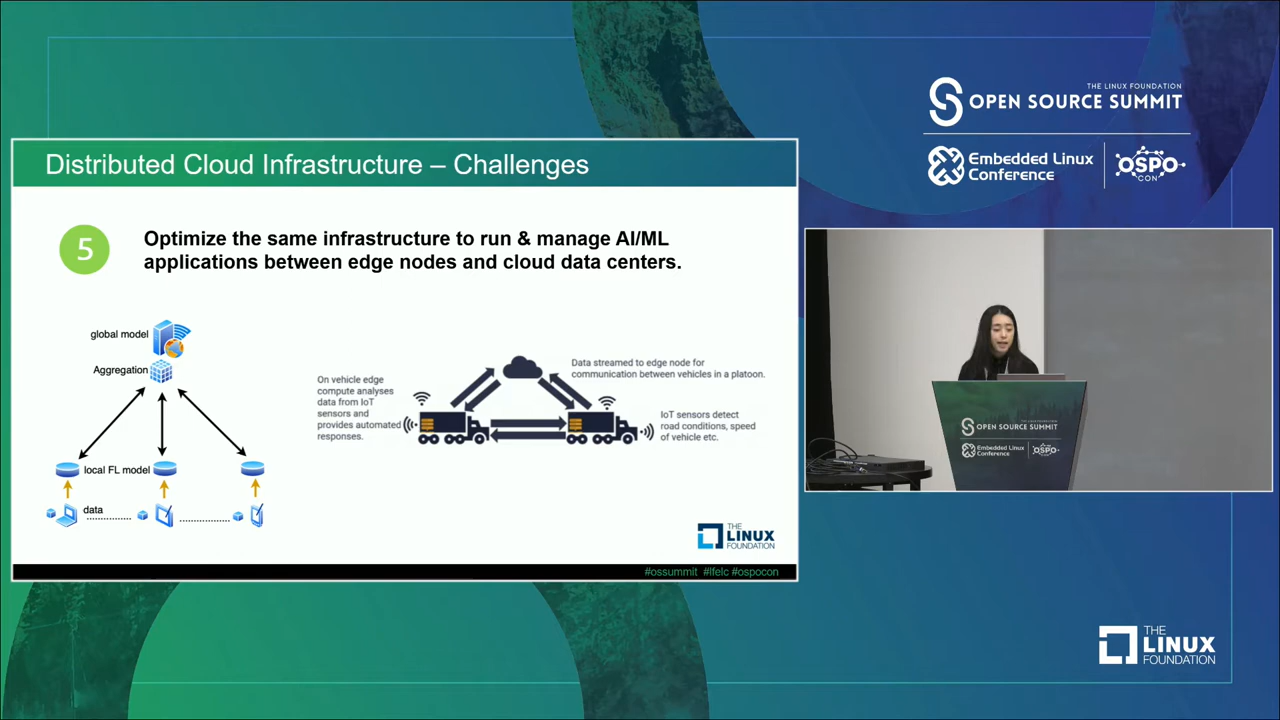 THE LINUX FOUNDATION
OPEN SOURCE SUMMIT
Embedded Linux
Conference
OSPO
CON
Distributed Cloud Infrastructure – Challenges
5
Optimize the same infrastructure to run & manage AI/ML
applications between edge nodes and cloud data centers.
global model
Aggregation
local FL model
data
On vehicle edge
compute analyses
data from IoT
sensors and
provides automated
responses.
Data streamed to edge node for
communication between vehicles in a platoon.
IoT sensors detect
road conditions, speed
of vehicle etc.
THE
LINUX
FOUNDATION
#ossummit #lfelc #ospocon
OPEN SOURCE SUMMIT
Embedded Linux
Conference
OSPO
CON
THE
LINUX
FOUNDATION